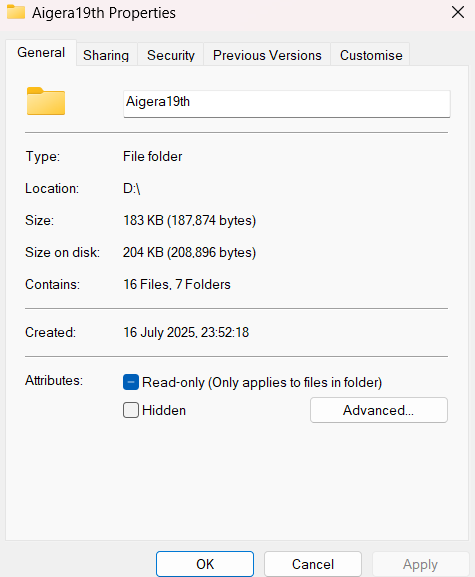 Aigera19th Properties
General Sharing Security Previous Versions Customise
Aigera19th
Type: File folder
Location: D:\
Size: 183 KB (187,874 bytes)
Size on disk: 204 KB (208,896 bytes)
Contains: 16 Files, 7 Folders
Created: 16 July 2025, 23:52:18
Attributes: Read-only (Only applies to files in folder)
Hidden Advanced...
OK Cancel Apply